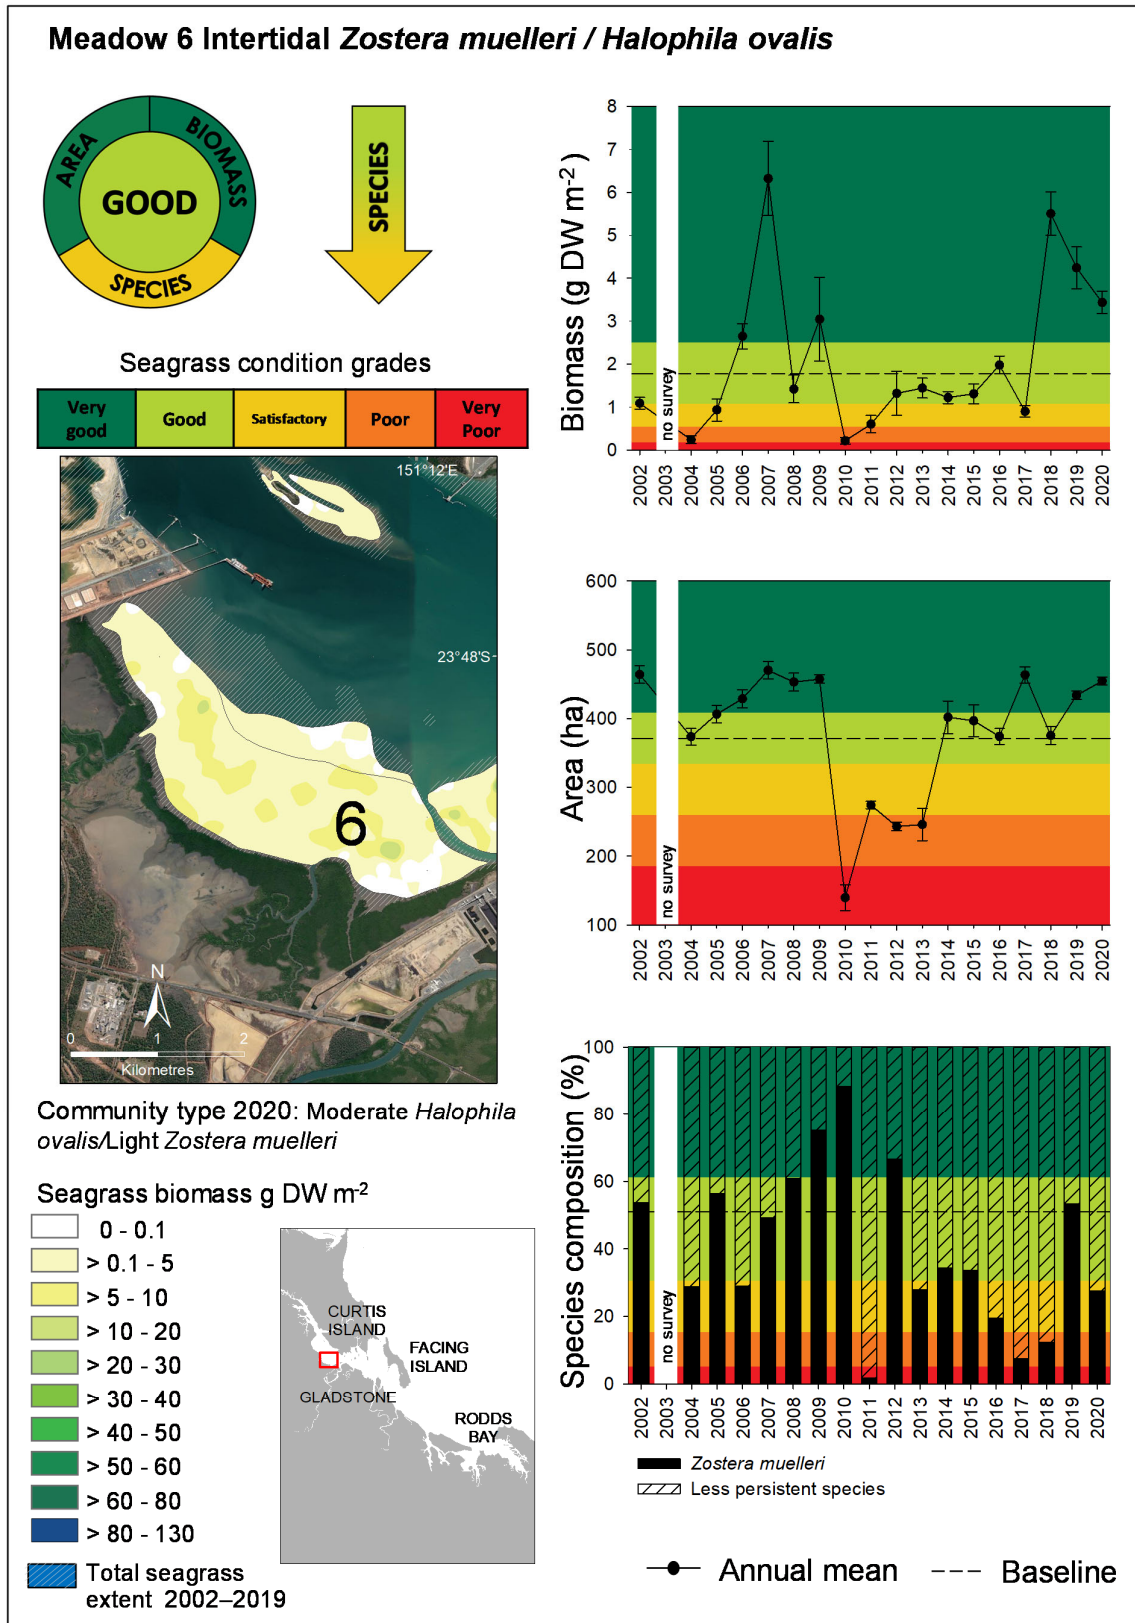 Meadow 6 Intertidal Zostera muelleri / Halophila ovalis
AREA
BIOMASS
GOOD
SPECIES
SPECIES
Seagrass condition grades
Very good
Good
Satisfactory
Poor
Very Poor
151°12'E
23°48'S
6
N
0 1 2
Kilometres
Community type 2020: Moderate Halophila
ovalis/Light Zostera muelleri
Seagrass biomass g DW m-2
0 - 0.1
> 0.1 - 5
> 5 - 10
> 10 - 20
> 20 - 30
> 30 - 40
> 40 - 50
> 50 - 60
> 60 - 80
> 80 - 130
Total seagrass
extent 2002–2019
CURTIS
ISLAND
FACING
ISLAND
GLADSTONE
RODDS
BAY
Biomass (g DW m-2)
8
7
6
5
4
3
2
1
0
no survey
2002 2003 2004 2005 2006 2007 2008 2009 2010 2011 2012 2013 2014 2015 2016 2017 2018 2019 2020
Area (ha)
600
500
400
300
200
100
no survey
2002 2003 2004 2005 2006 2007 2008 2009 2010 2011 2012 2013 2014 2015 2016 2017 2018 2019 2020
Species composition (%)
100
80
60
40
20
0
no survey
2002 2003 2004 2005 2006 2007 2008 2009 2010 2011 2012 2013 2014 2015 2016 2017 2018 2019 2020
Zostera muelleri
Less persistent species
Annual mean
Baseline